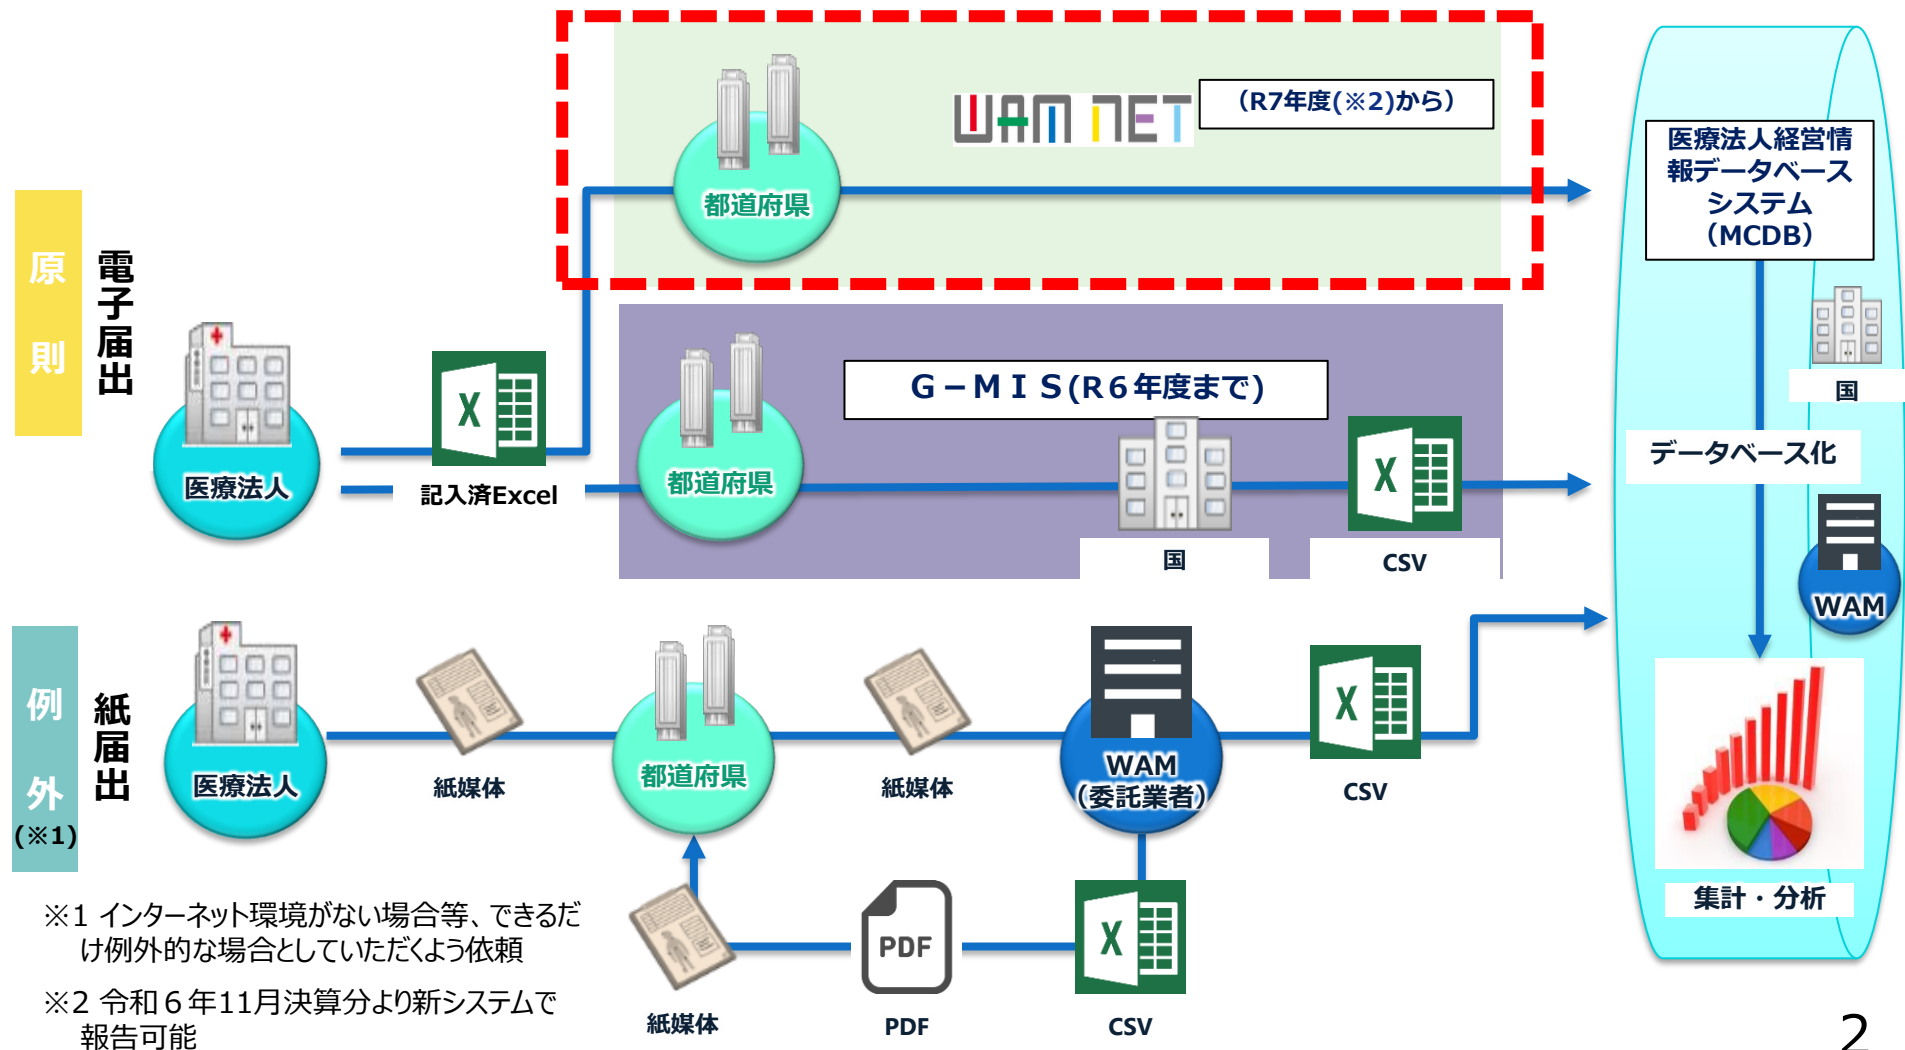 原則
電子届出
都道府県
WAM NET
（R7年度(※2)から）
医療法人
記入済Excel
都道府県
Ｇ－ＭＩＳ(R６年度まで)
国
CSV
例外
(※1)
紙届出
医療法人
紙媒体
都道府県
紙媒体
WAM
（委託業者）
CSV
紙媒体
PDF
PDF
CSV
医療法人経営情
報データベース
システム
（MCDB）
国
データベース化
WAM
集計・分析
※1 インターネット環境がない場合等、できるだ
け例外的な場合としていただくよう依頼
※2 令和６年11月決算分より新システムで
報告可能
2